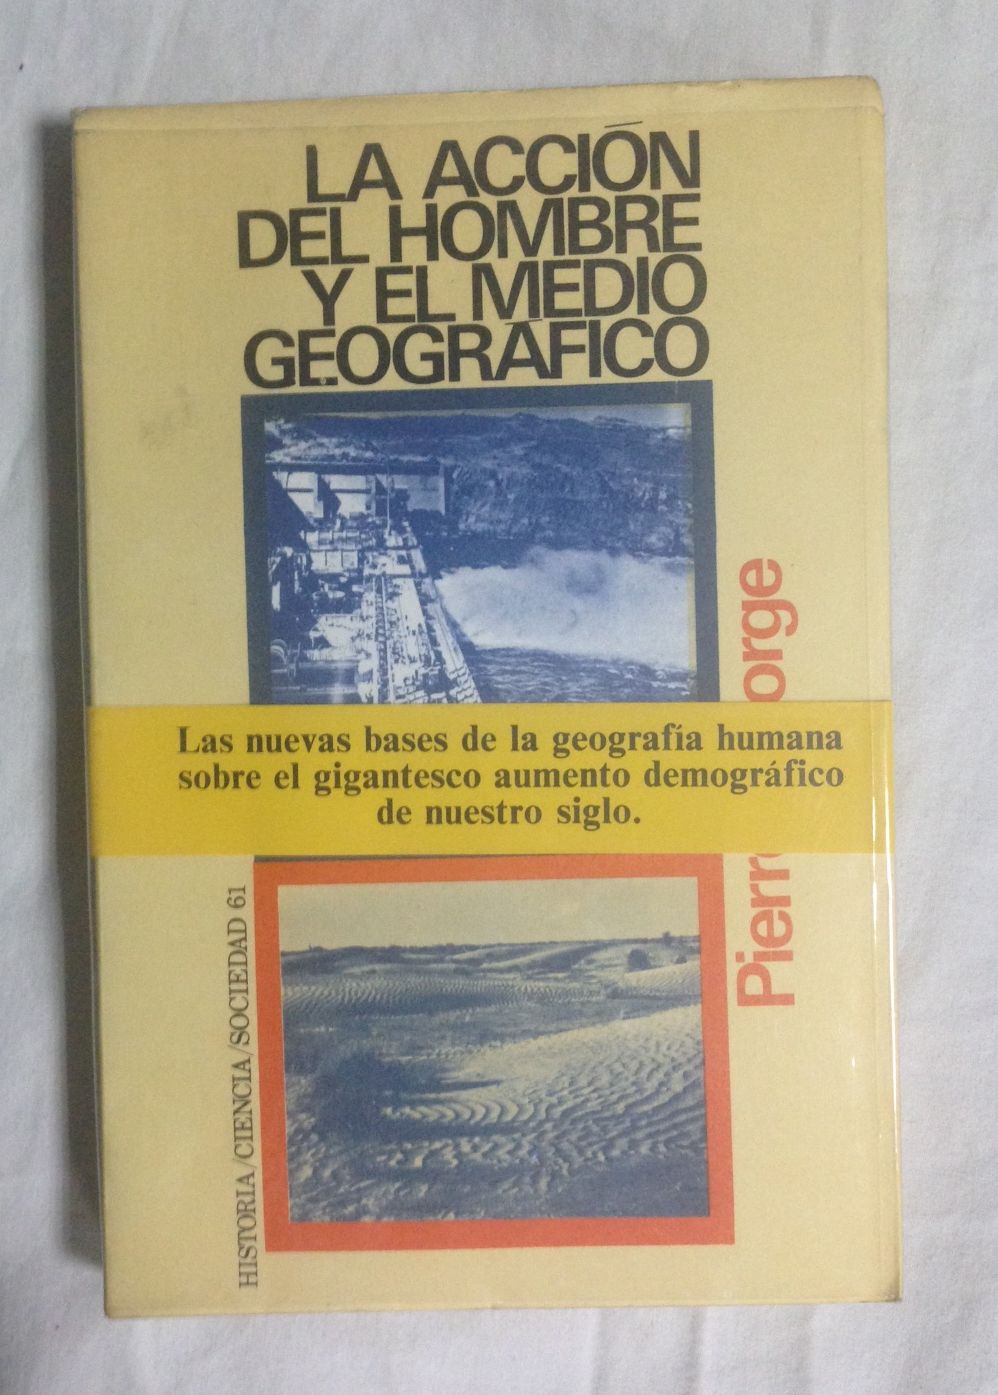 LA ACCIÓN
DEL HOMBRE
Y EL MEDIO
GEOGRÁFICO
Las nuevas bases de la geografía humana
sobre el gigantesco aumento demográfico
de nuestro siglo.
HISTORIA/CIENCIA/SOCIEDAD 61